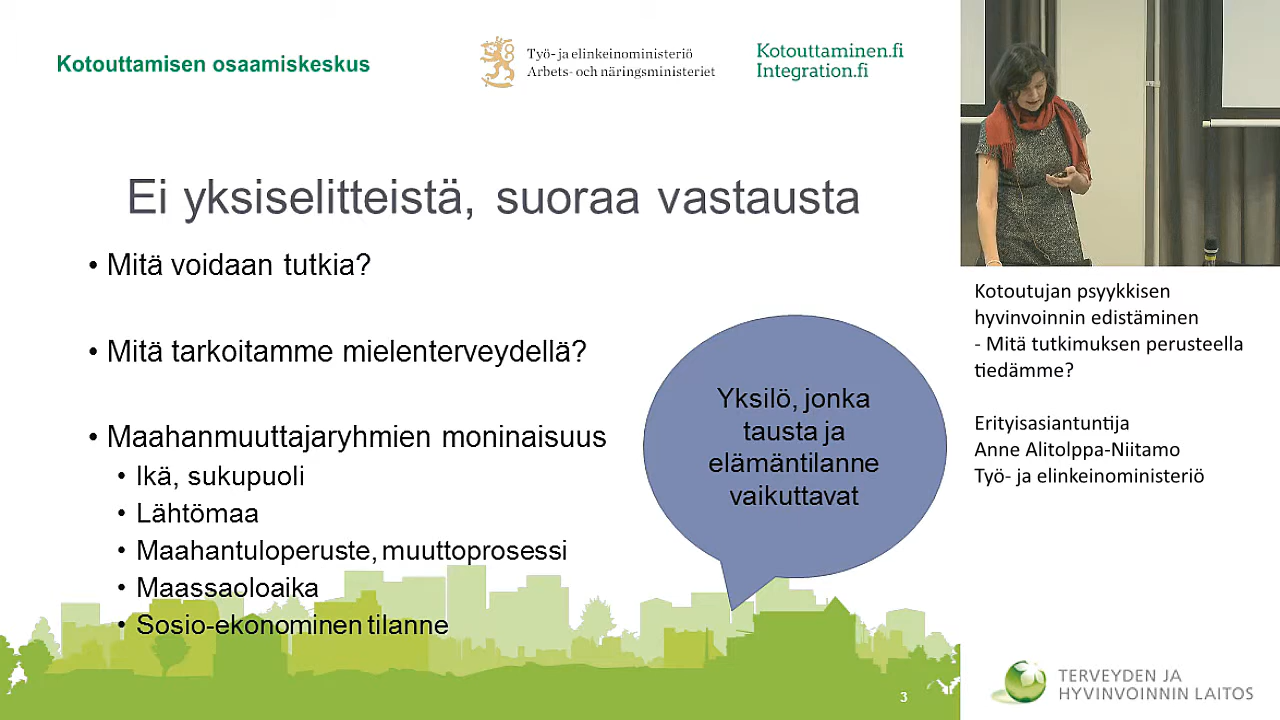 Kotouttamisen osaamiskeskus
Työ- ja elinkeinoministeriö
Arbets- och näringsministeriet
Kotouttaminen.fi
Integration.fi
Ei yksiselitteistä, suoraa vastausta
• Mitä voidaan tutkia?
• Mitä tarkoitamme mielenterveydellä?
• Maahanmuuttajaryhmien moninaisuus
• Ikä, sukupuoli
• Lähtömaa
• Maahantuloperuste, muuttoprosessi
• Maassaoloaika
• Sosio-ekonominen tilanne
Yksilö, jonka
tausta ja
elämäntilanne
vaikuttavat
3
Kotoutujan psyykkisen
hyvinvoinnin edistäminen
- Mitä tutkimuksen perusteella
tiedämme?
Erityisasiantuntija
Anne Alitolppa-Niitamo
Työ- ja elinkeinoministeriö
TERVEYDEN JA
HYVINVOINNIN LAITOS